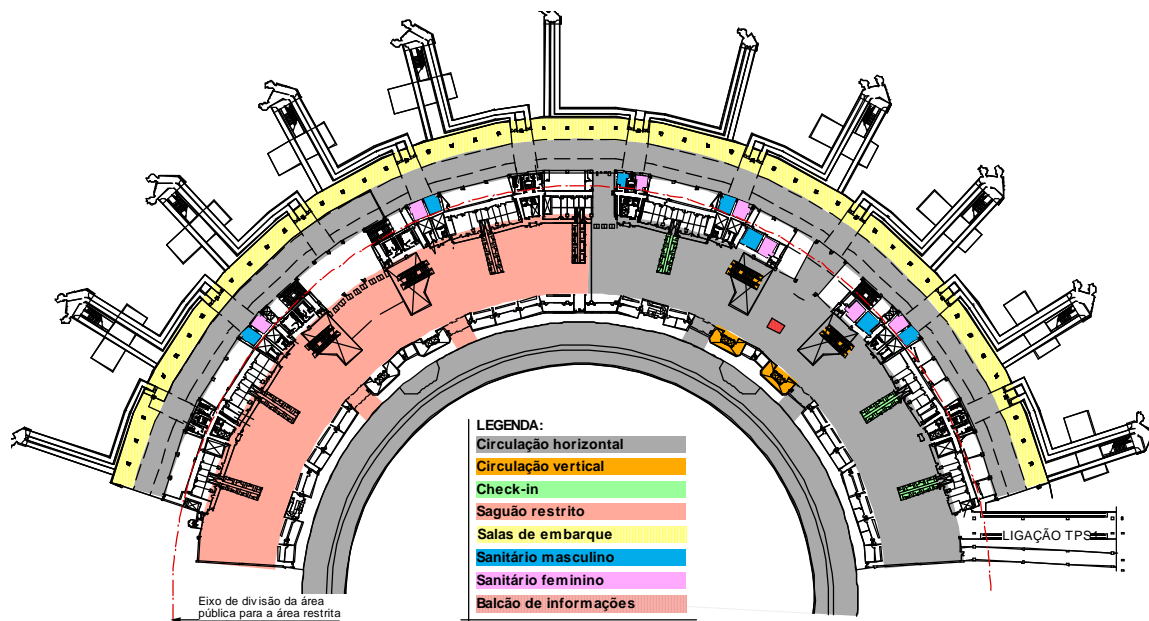 LIGAÇÃO TPS1
LEGENDA:
Circulação horizontal
Circulação vertical
Check-in
Saguão restrito
Salas de embarque
Sanitário masculino
Sanitário feminino
Balcão de informações
Eixo de divisão da área
pública para a área restrita